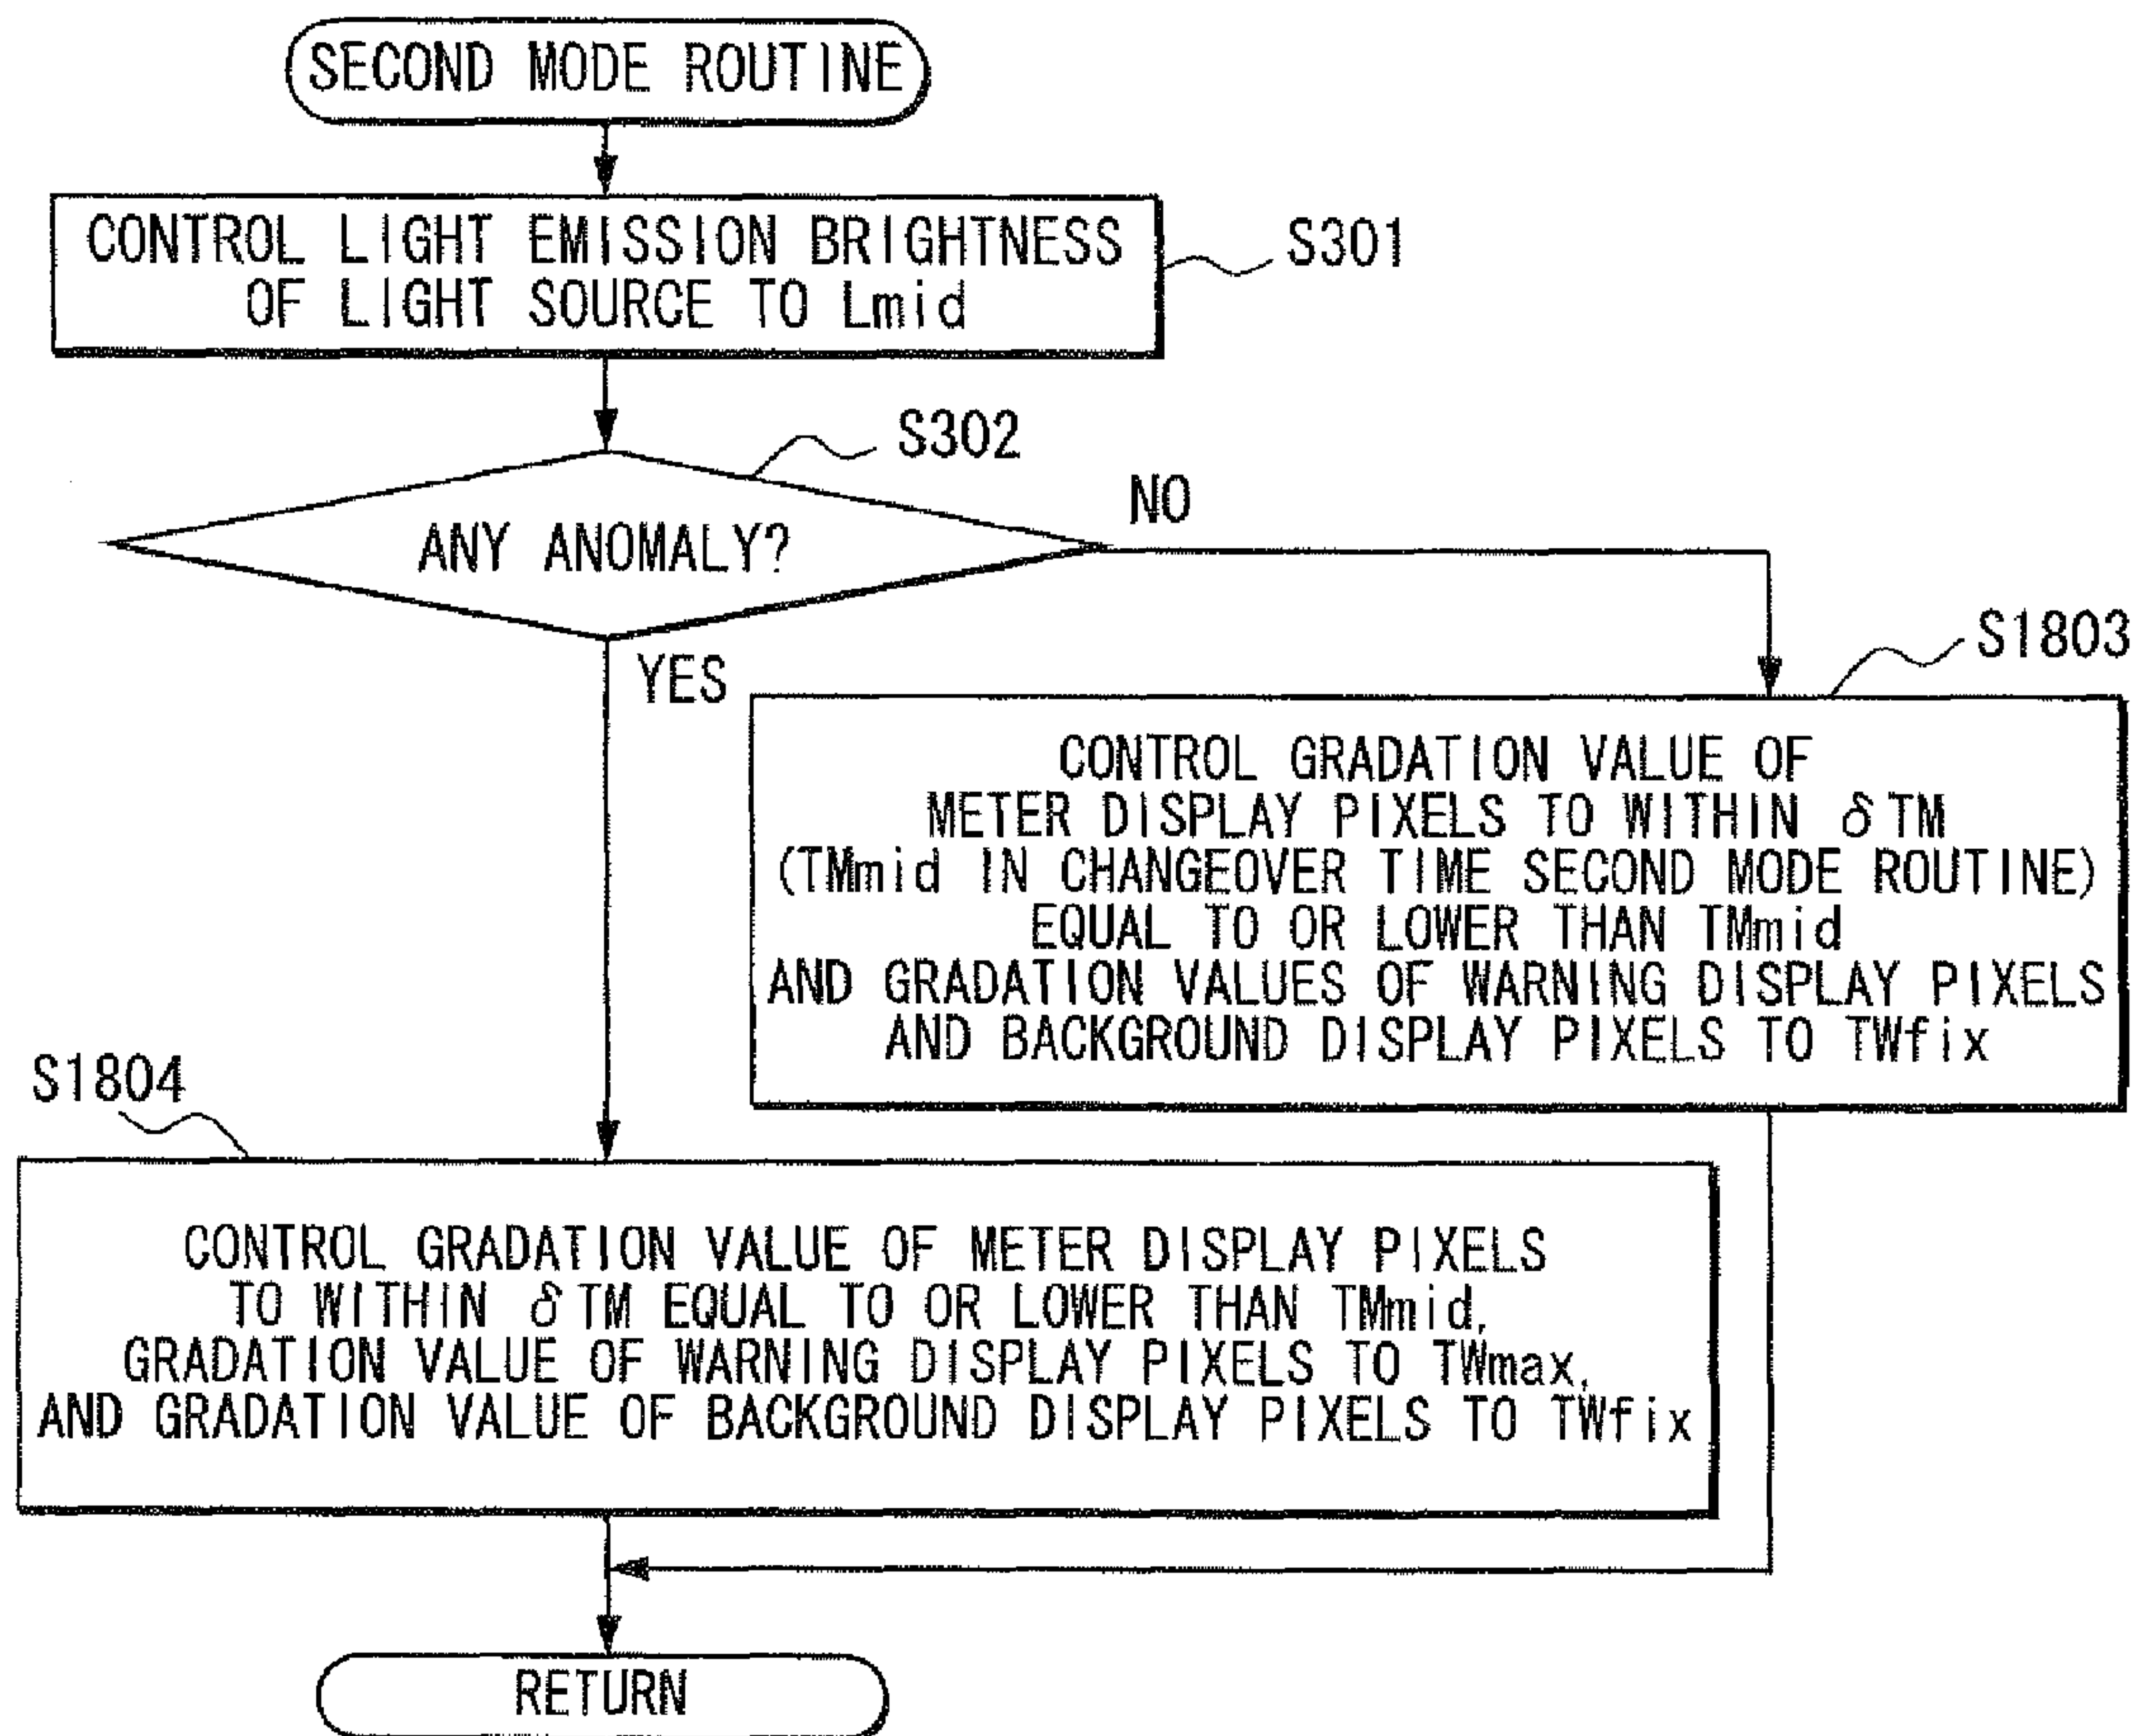 SECOND MODE ROUTINE
CONTROL LIGHT EMISSION BRIGHTNESS
OF LIGHT SOURCE TO Lmid
S301
S302
ANY ANOMALY?
NO
YES
S1803
CONTROL GRADATION VALUE OF
METER DISPLAY PIXELS TO WITHIN δTM
(TMmid IN CHANGEOVER TIME SECOND MODE ROUTINE)
EQUAL TO OR LOWER THAN TMmid
AND GRADATION VALUES OF WARNING DISPLAY PIXELS
AND BACKGROUND DISPLAY PIXELS TO TWfix
S1804
CONTROL GRADATION VALUE OF METER DISPLAY PIXELS
TO WITHIN δTM EQUAL TO OR LOWER THAN TMmid,
GRADATION VALUE OF WARNING DISPLAY PIXELS TO TWmax,
AND GRADATION VALUE OF BACKGROUND DISPLAY PIXELS TO TWfix
RETURN